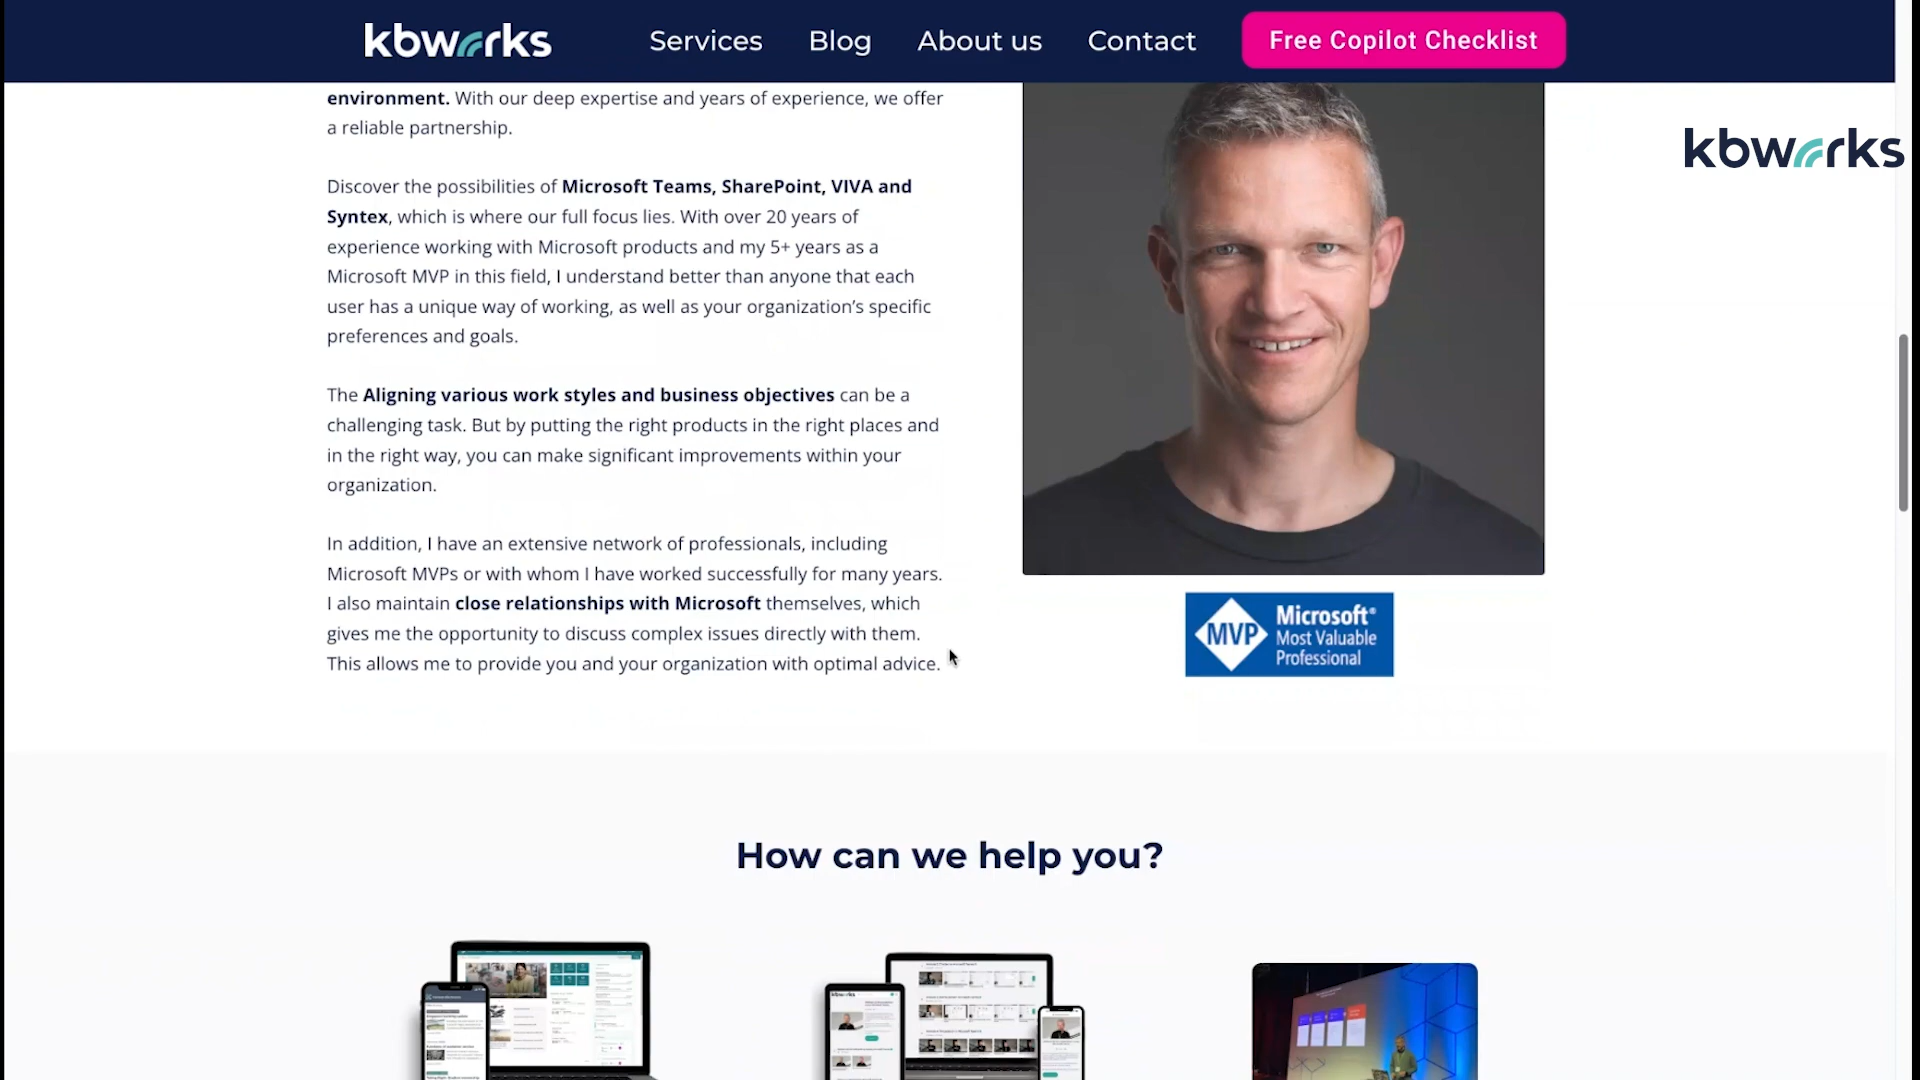 kbworks
Services
Blog
About us
Contact
Free Copilot Checklist
kbworks
environment. With our deep expertise and years of experience, we offer
a reliable partnership.
Discover the possibilities of Microsoft Teams, SharePoint, VIVA and
Syntex, which is where our full focus lies. With over 20 years of
experience working with Microsoft products and my 5+ years as a
Microsoft MVP in this field, I understand better than anyone that each
user has a unique way of working, as well as your organization’s specific
preferences and goals.
The Aligning various work styles and business objectives can be a
challenging task. But by putting the right products in the right places and
in the right way, you can make significant improvements within your
organization.
In addition, I have an extensive network of professionals, including
Microsoft MVPs or with whom I have worked successfully for many years.
I also maintain close relationships with Microsoft themselves, which
gives me the opportunity to discuss complex issues directly with them.
This allows me to provide you and your organization with optimal advice.
MVP
Microsoft®
Most Valuable
Professional
How can we help you?
kbworks